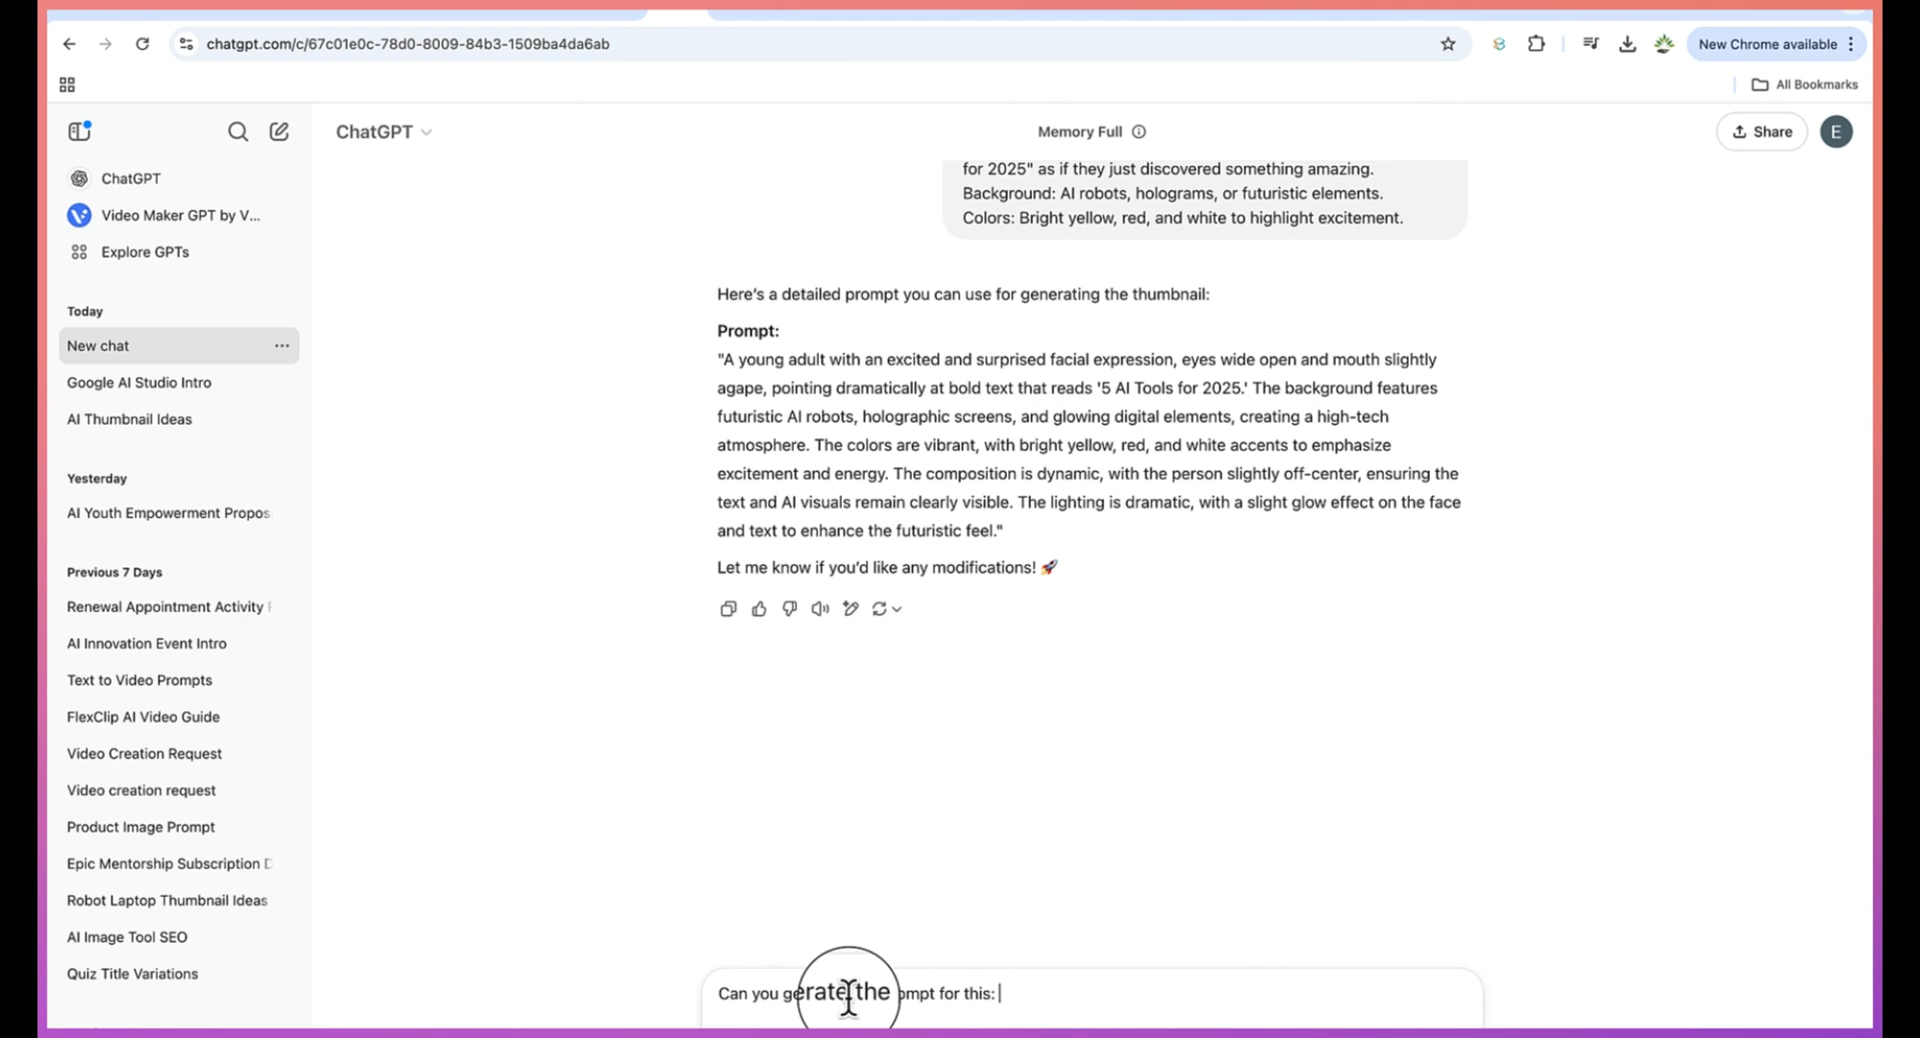 chatgpt.com/c/67c01e0c-78d0-8009-84b3-1509ba4da6ab
New Chrome available
All Bookmarks
ChatGPT
Memory Full
Share
E
ChatGPT
Video Maker GPT by V...
Explore GPTs
Today
New chat
Google AI Studio Intro
AI Thumbnail Ideas
Yesterday
AI Youth Empowerment Propos
Previous 7 Days
Renewal Appointment Activity
AI Innovation Event Intro
Text to Video Prompts
FlexClip AI Video Guide
Video Creation Request
Video creation request
Product Image Prompt
Epic Mentorship Subscription
Robot Laptop Thumbnail Ideas
AI Image Tool SEO
Quiz Title Variations
for 2025" as if they just discovered something amazing.
Background: AI robots, holograms, or futuristic elements.
Colors: Bright yellow, red, and white to highlight excitement.
Here's a detailed prompt you can use for generating the thumbnail:
Prompt:
"A young adult with an excited and surprised facial expression, eyes wide open and mouth slightly
agape, pointing dramatically at bold text that reads '5 AI Tools for 2025.' The background features
futuristic AI robots, holographic screens, and glowing digital elements, creating a high-tech
atmosphere. The colors are vibrant, with bright yellow, red, and white accents to emphasize
excitement and energy. The composition is dynamic, with the person slightly off-center, ensuring the
text and AI visuals remain clearly visible. The lighting is dramatic, with a slight glow effect on the face
and text to enhance the futuristic feel."
Let me know if you'd like any modifications! 🚀
Can you gerate the ompt for this: